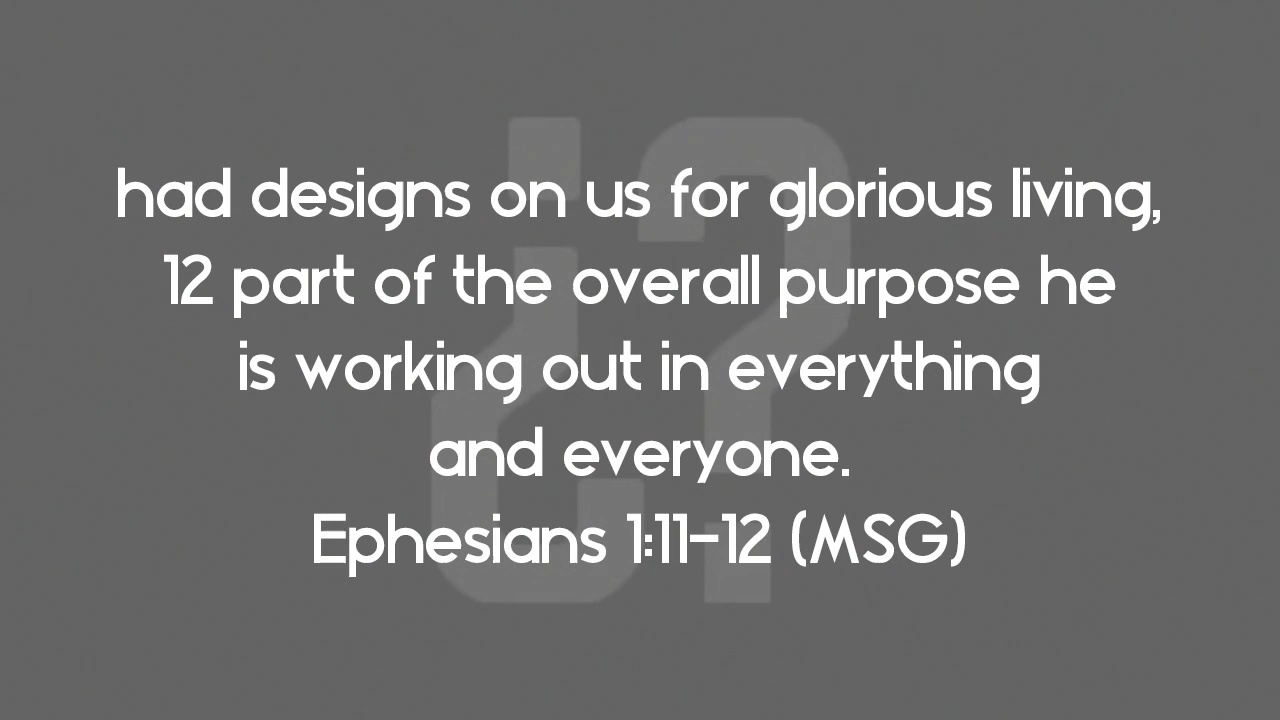 had designs on us for glorious living,
12 part of the overall purpose he
is working out in everything
and everyone.
Ephesians 1:11-12 (MSG)
¿?